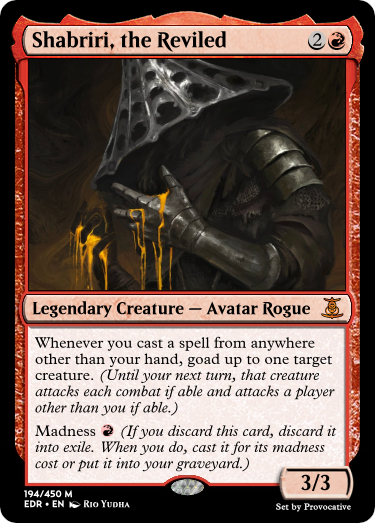 Shabriri, the Reviled 2
Legendary Creature — Avatar Rogue
Whenever you cast a spell from anywhere
other than your hand, goad up to one target
creature. (Until your next turn, that creature
attacks each combat if able and attacks a player
other than you if able.)
Madness (If you discard this card, discard it
into exile. When you do, cast it for its madness
cost or put it into your graveyard.)
3/3
194/450 M
EDR • EN Rio Yudha
Set by Provocative